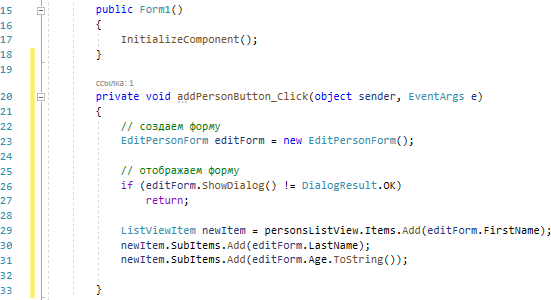 15 public Form1()
16 {
17 InitializeComponent();
18 }
19
ссылка: 1
20 private void addPersonButton_Click(object sender, EventArgs e)
21 {
22 // создаем форму
23 EditPersonForm editForm = new EditPersonForm();
24
25 // отображаем форму
26 if (editForm.ShowDialog() != DialogResult.OK)
27 return;
28
29 ListViewItem newItem = personsListView.Items.Add(editForm.FirstName);
30 newItem.SubItems.Add(editForm.LastName);
31 newItem.SubItems.Add(editForm.Age.ToString());
32
33 }